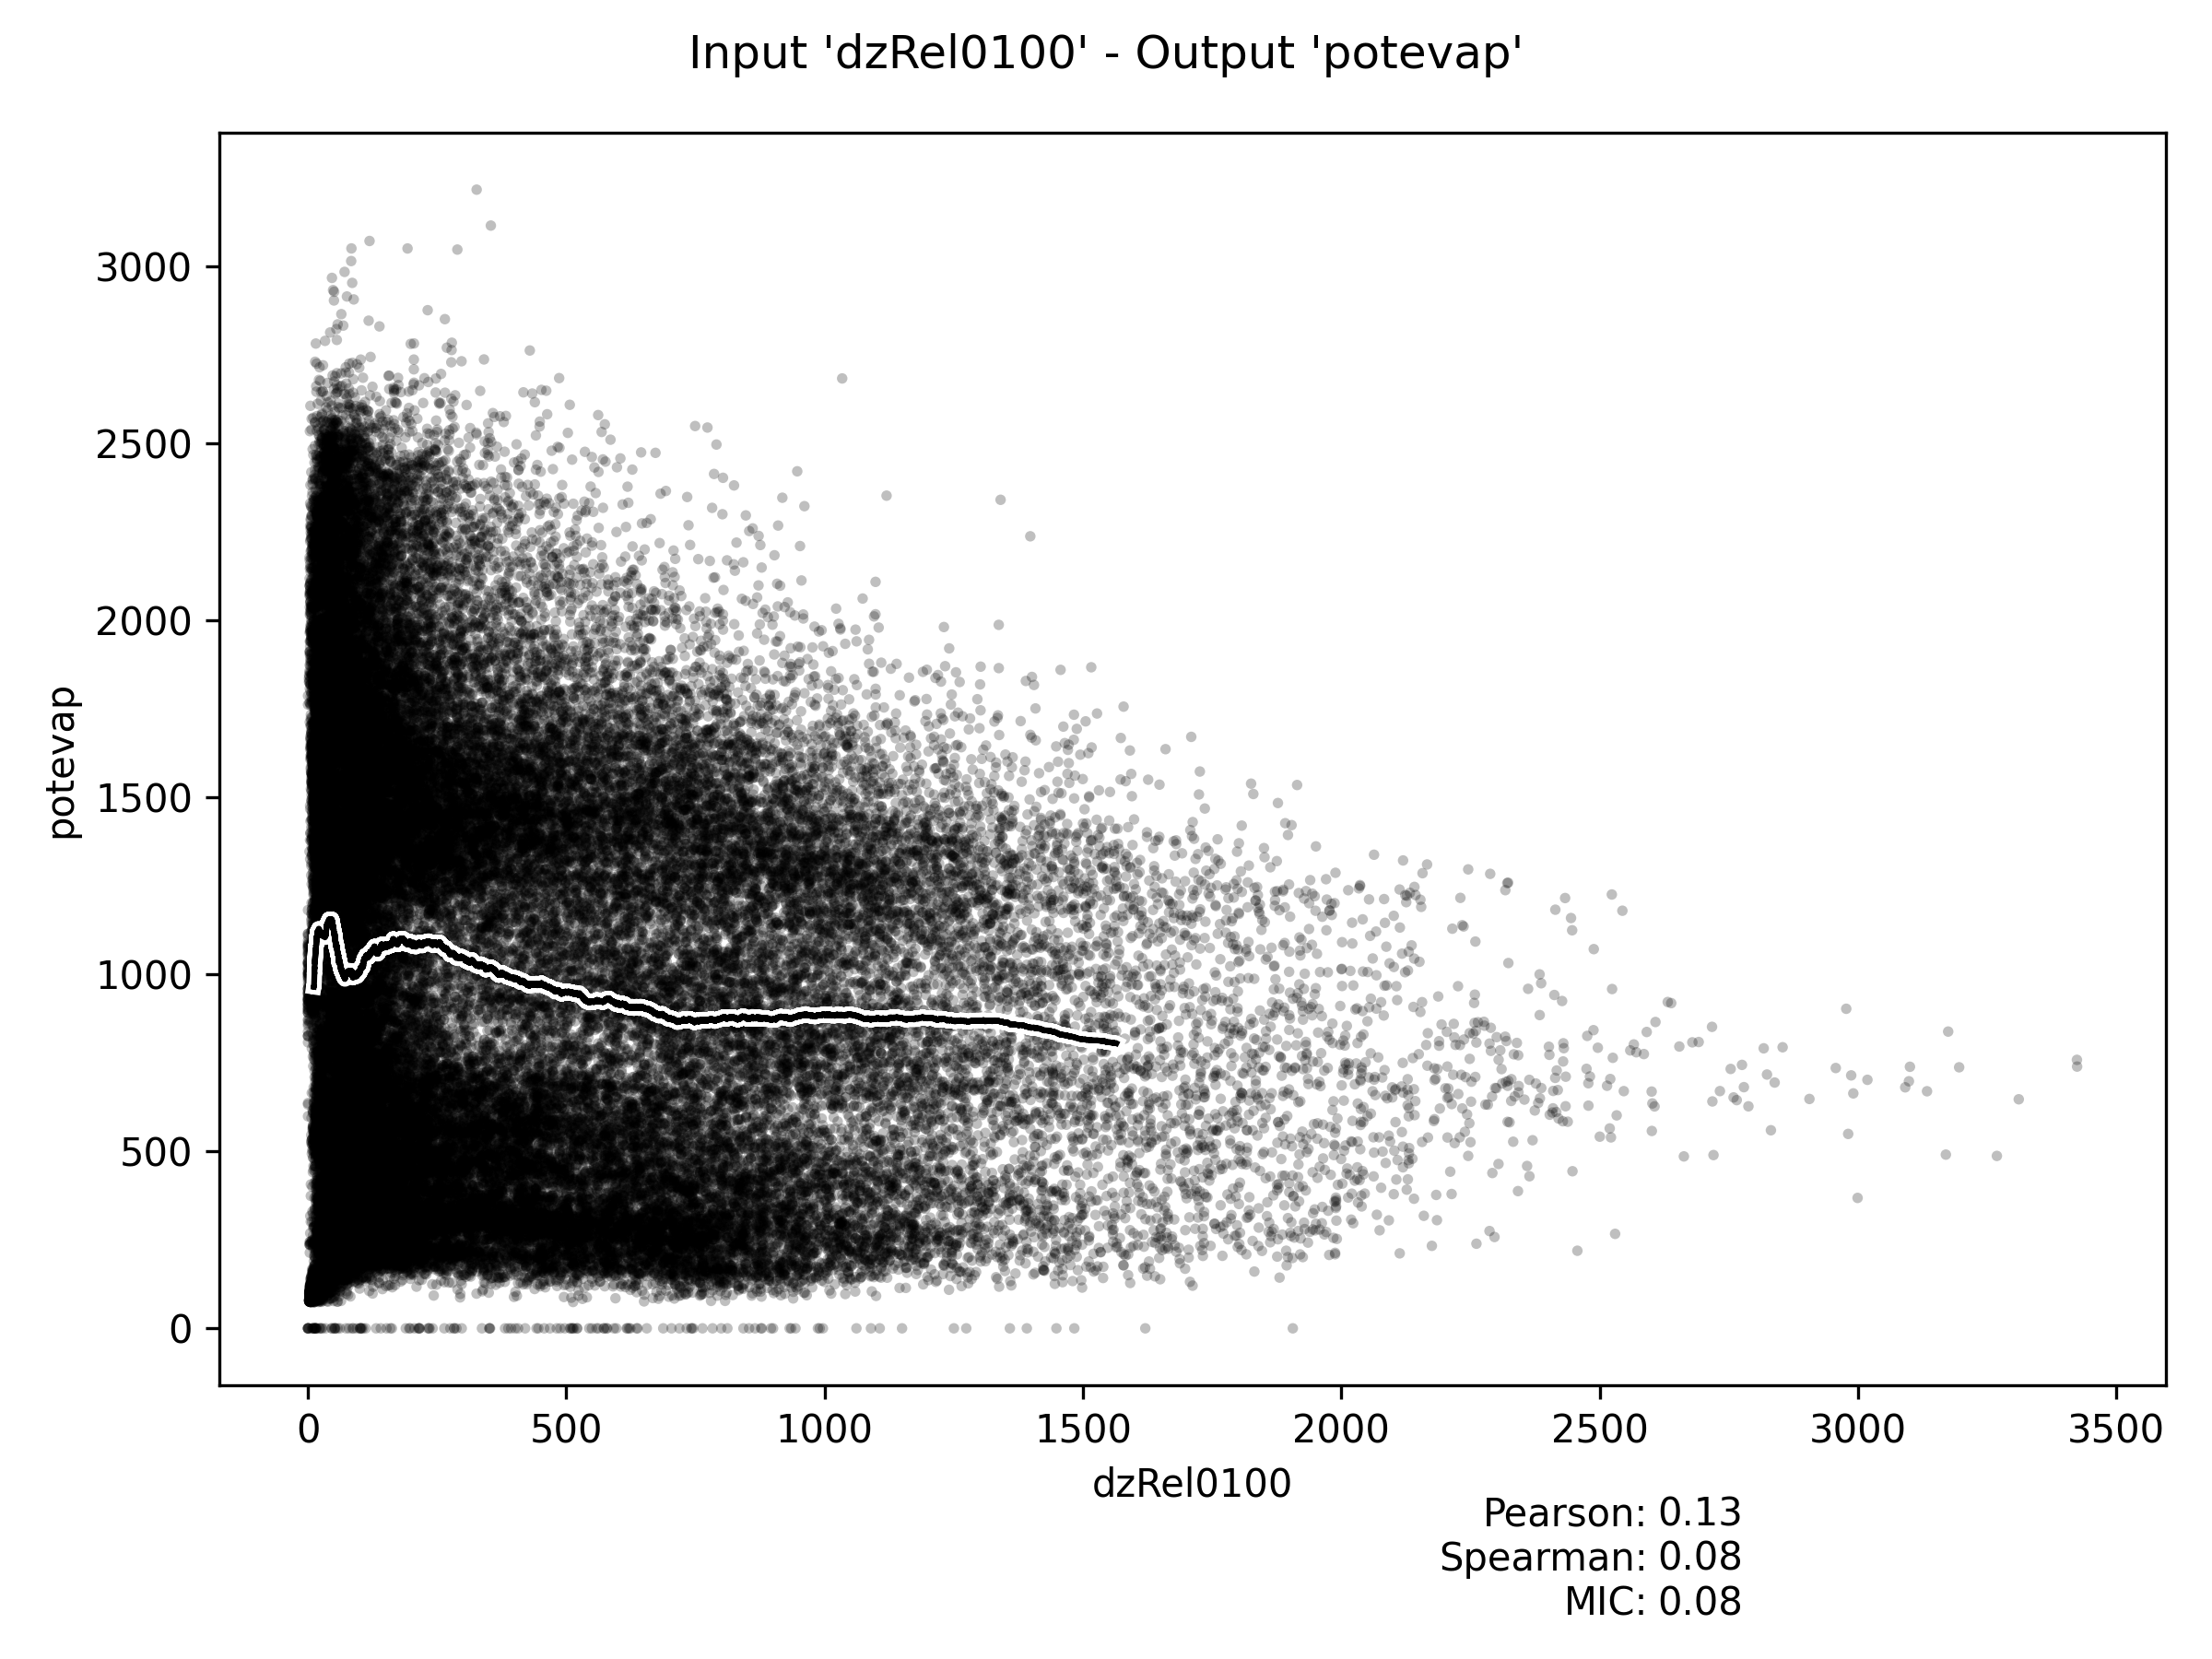 Input 'dzRel0100' - Output 'potevap'
potevap
3000
2500
2000
1500
1000
500
0
0 500 1000 1500 2000 2500 3000 3500
dzRel0100
Pearson: 0.13
Spearman: 0.08
MIC: 0.08